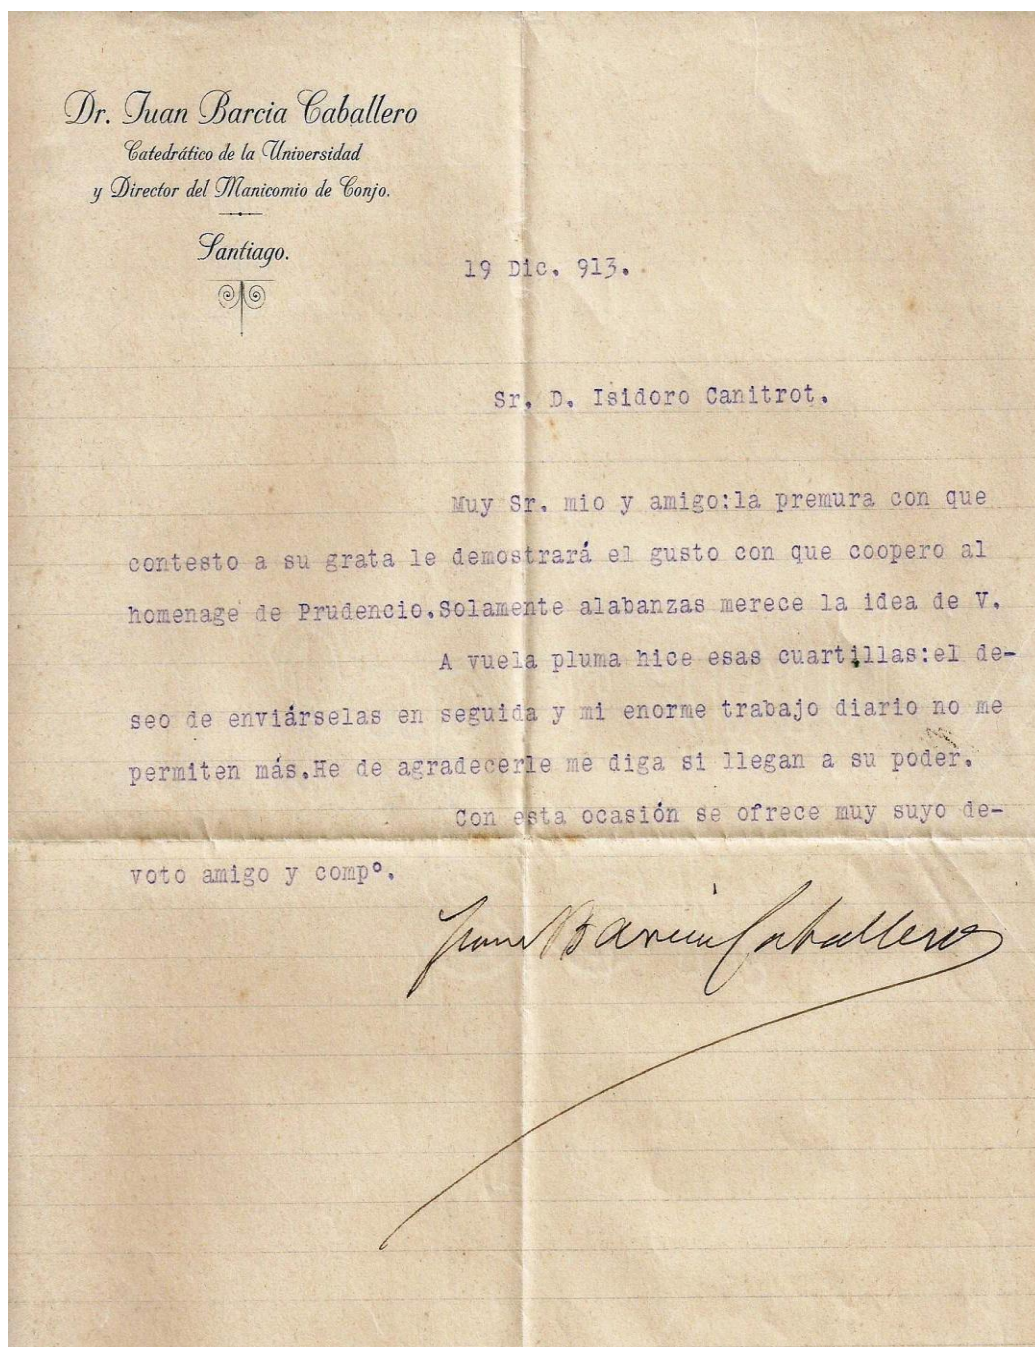 Dr. Juan Barcia Caballero
Catedrático de la Universidad
y Director del Manicomio de Conjo.
Santiago.
19 Dic. 913.
Sr. D. Isidoro Canitrot.
Muy Sr. mio y amigo:la premura con que
contesto a su grata le demostrará el gusto con que coopero al
homenage de Prudencio.Solamente alabanzas merece la idea de V.
A vuela pluma hice esas cuartillas:el de-
seo de enviárselas en seguida y mi enorme trabajo diario no me
permiten más.He de agradecerle me diga si llegan a su poder.
Con esta ocasión se ofrece muy suyo de-
voto amigo y compº.
Juan Barcia Caballero